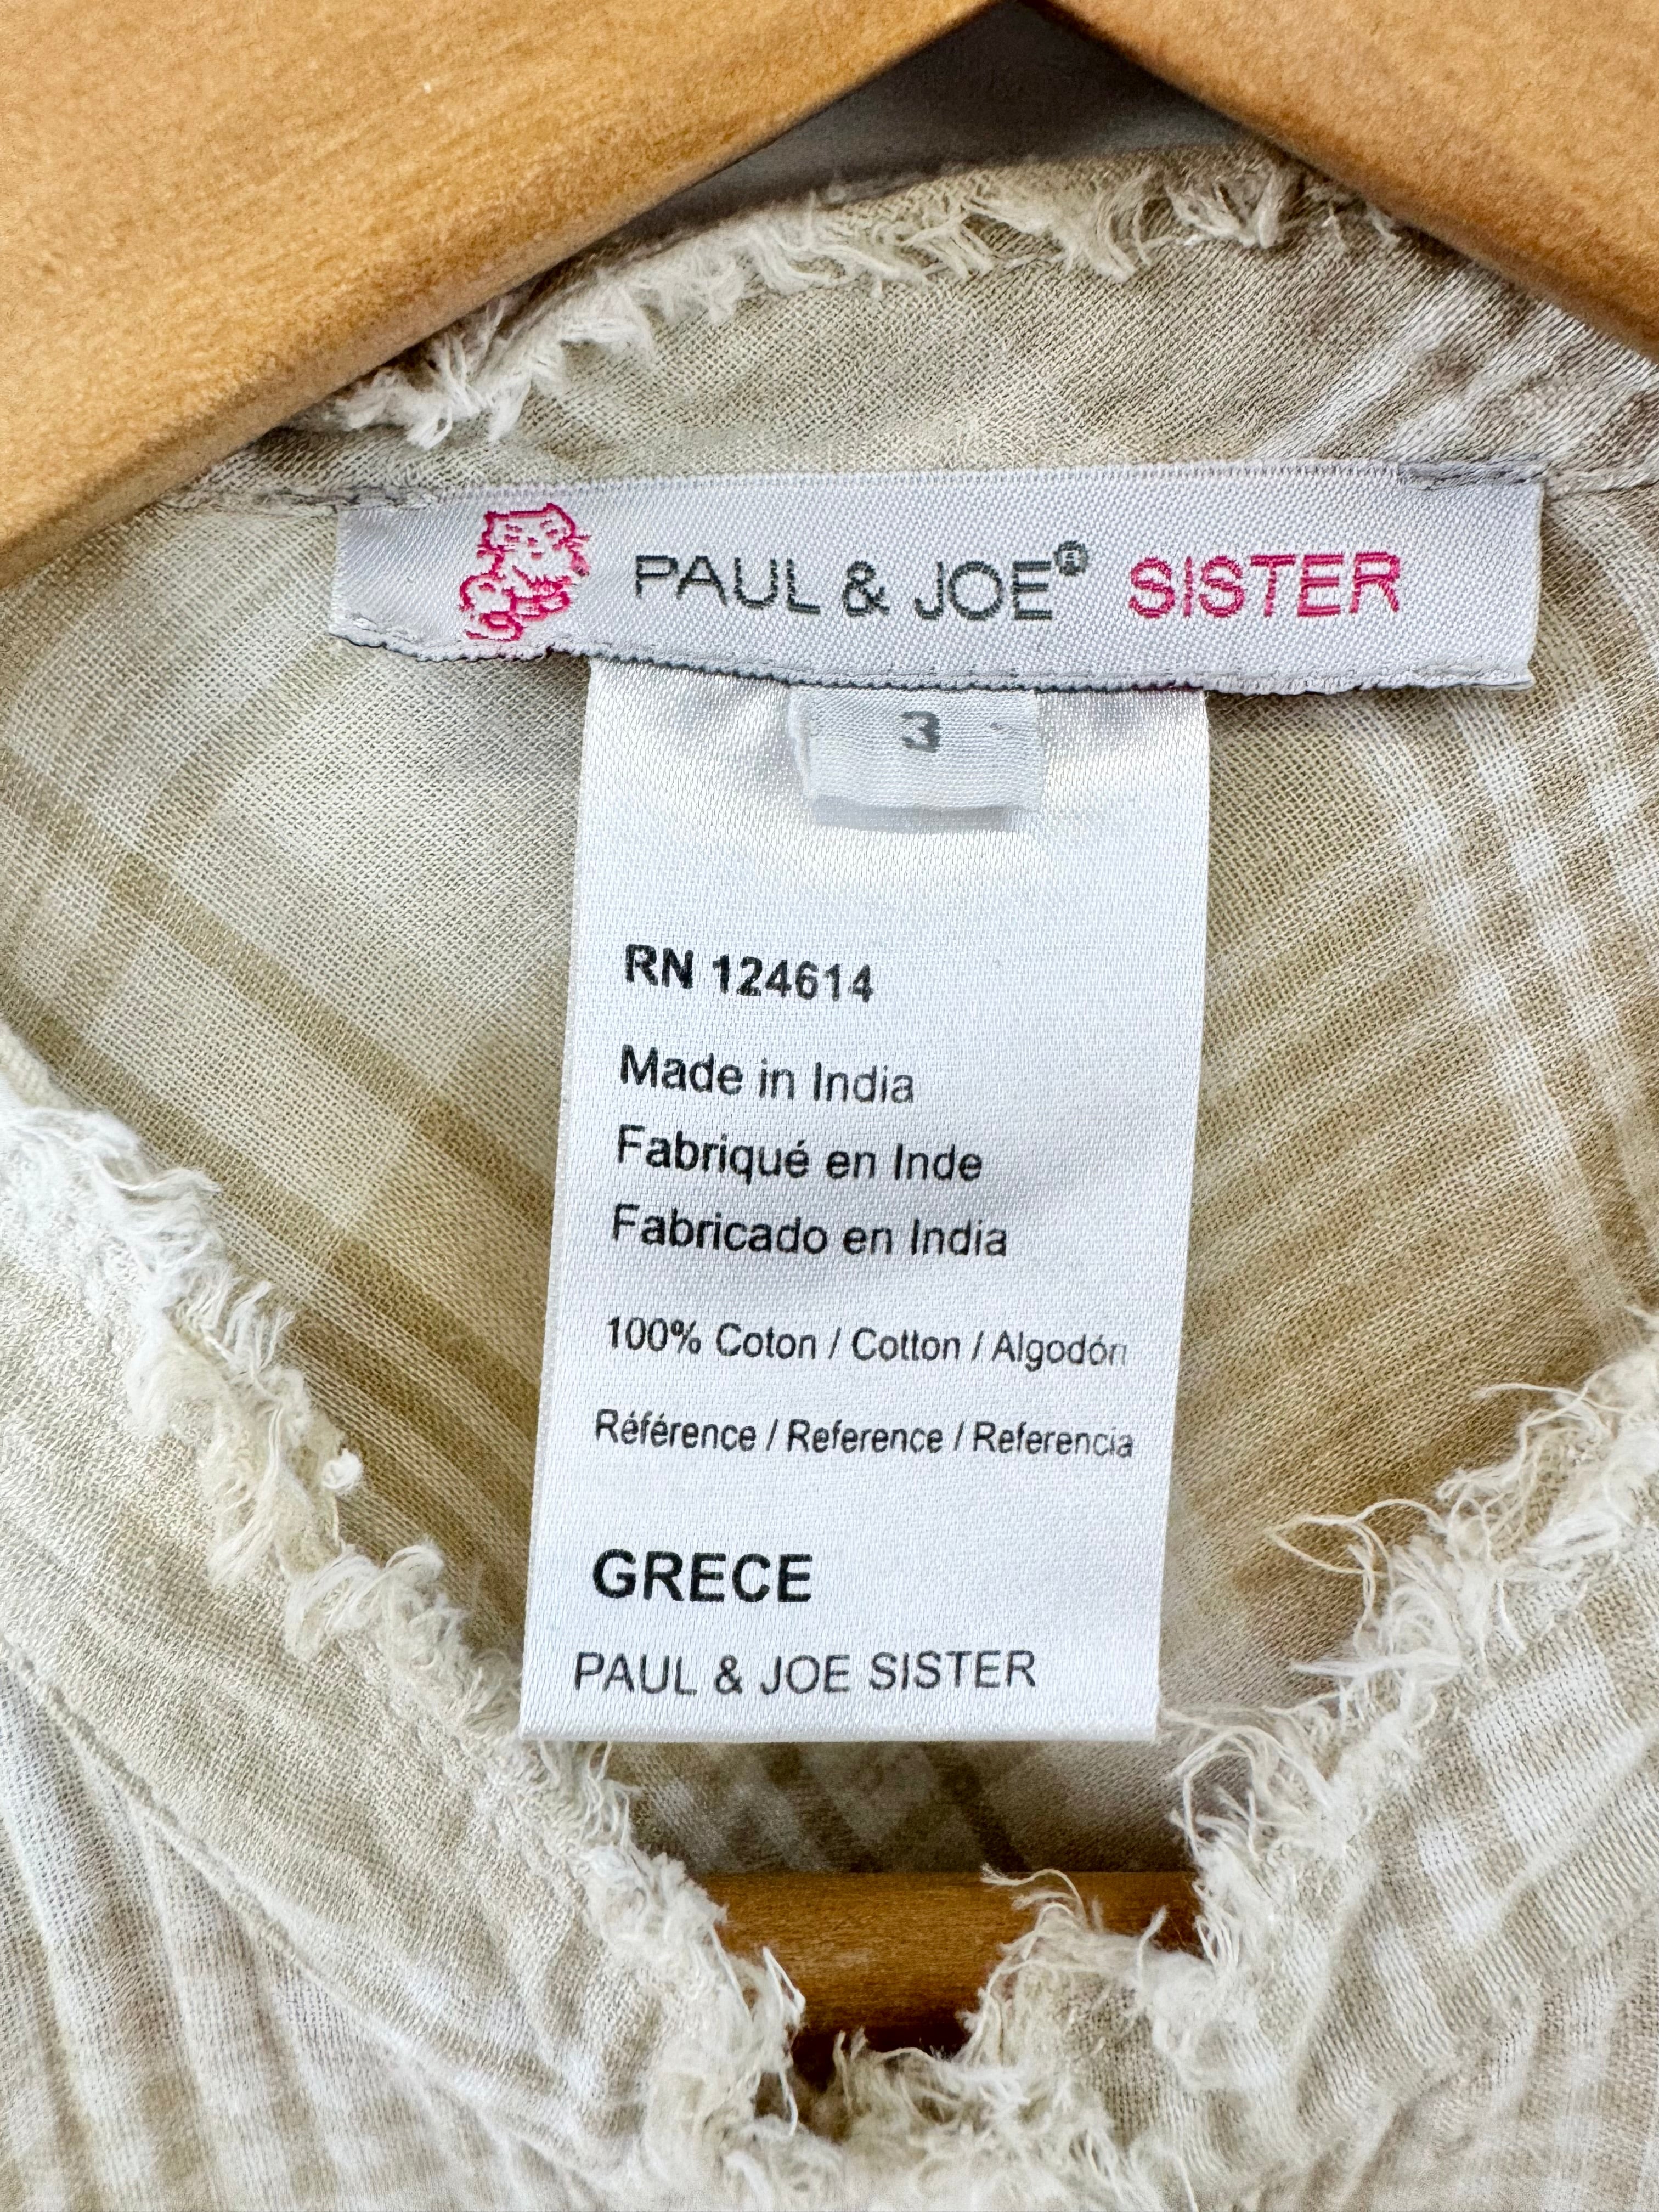 PAUL & JOE® SISTER
3
RN 124614
Made in India
Fabriqué en Inde
Fabricado en India
100% Coton / Cotton / Algodón
Référence / Reference / Referencia
GRECE
PAUL & JOE SISTER